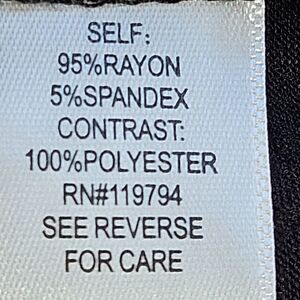 SELF:
95%RAYON
5%SPANDEX
CONTRAST:
100%POLYESTER
RN#119794
SEE REVERSE
FOR CARE